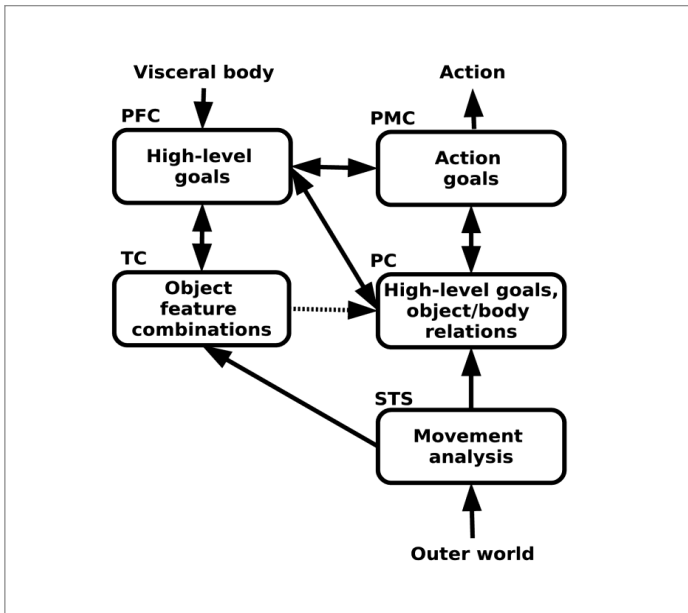 Visceral body
Action
PFC
PMC
High-level
goals
Action
goals
TC
PC
Object
feature
combinations
High-level goals,
object/body
relations
STS
Movement
analysis
Outer world